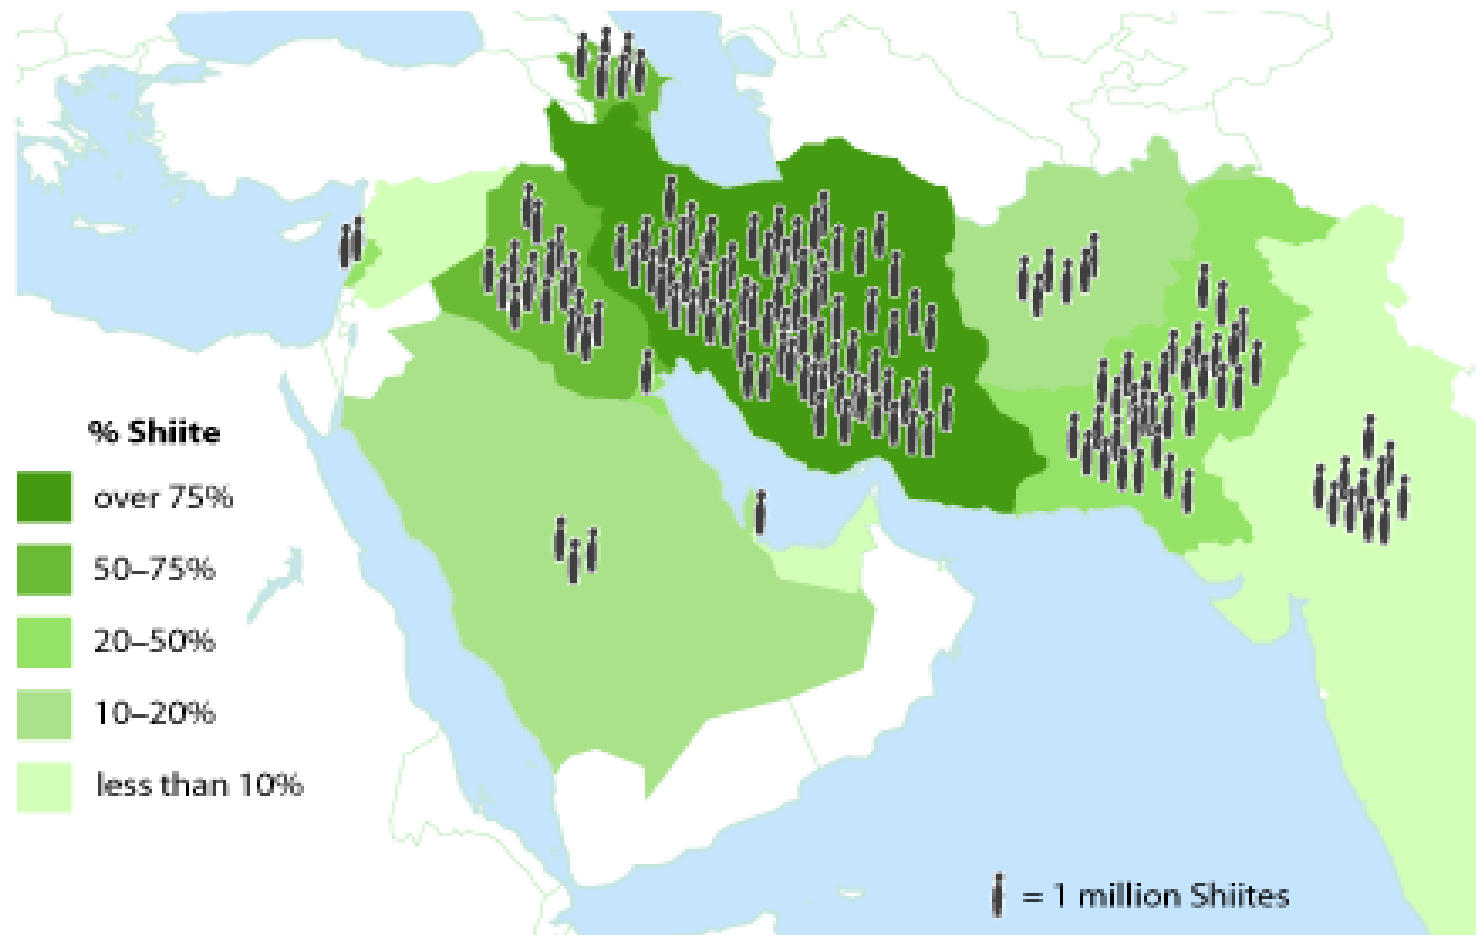 % Shiite
over 75%
50–75%
20–50%
10–20%
less than 10%
= 1 million Shiites